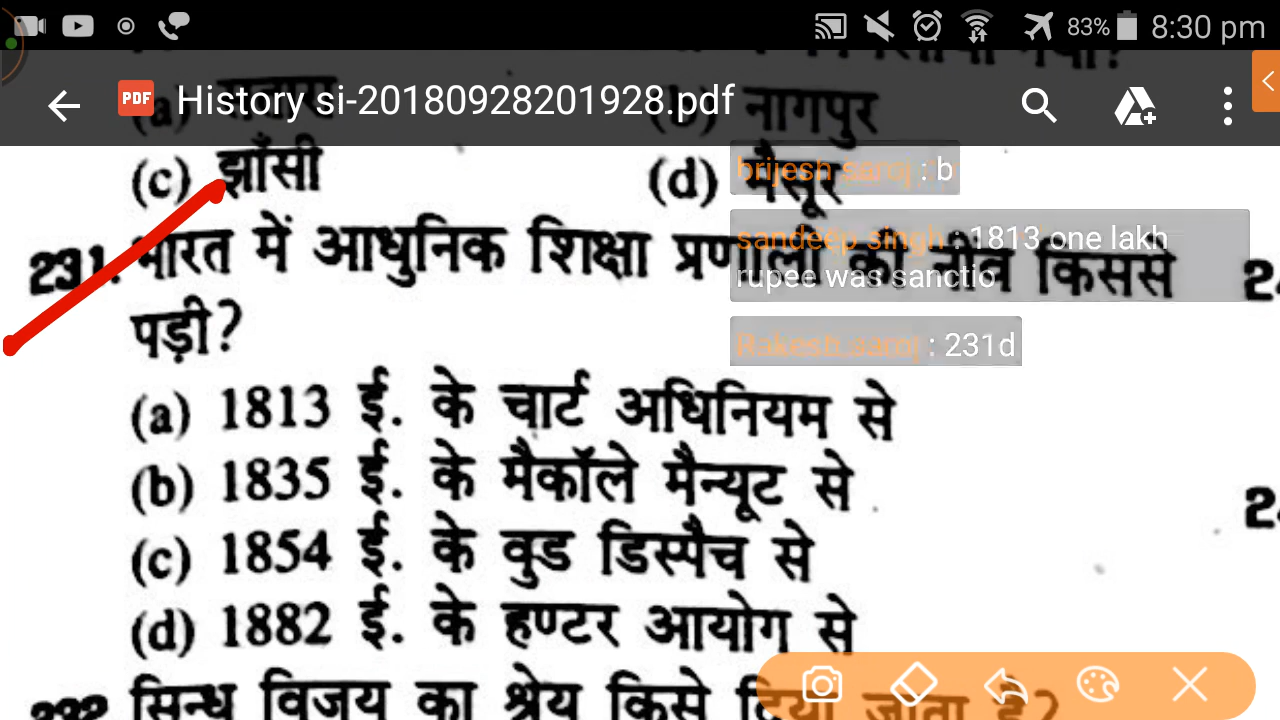 83% 8:30 pm
PDF History si-20180928201928.pdf
(b) नागपुर
(c) झाँसी (d) मैसूर
brijesh saroj : b
231. भारत में आधुनिक शिक्षा प्रणाली की नींव किससे
पड़ी?
sandeep singh : 1813 one lakh
rupee was sanctio
Rakesh saroj : 231d
(a) 1813 ई. के चार्ट अधिनियम से
(b) 1835 ई. के मैकॉले मैन्यूट से
(c) 1854 ई. के वुड डिस्पैच से
(d) 1882 ई. के हण्टर आयोग से
232 सिन्ध विजय का श्रेय किसे दिया जाता है?